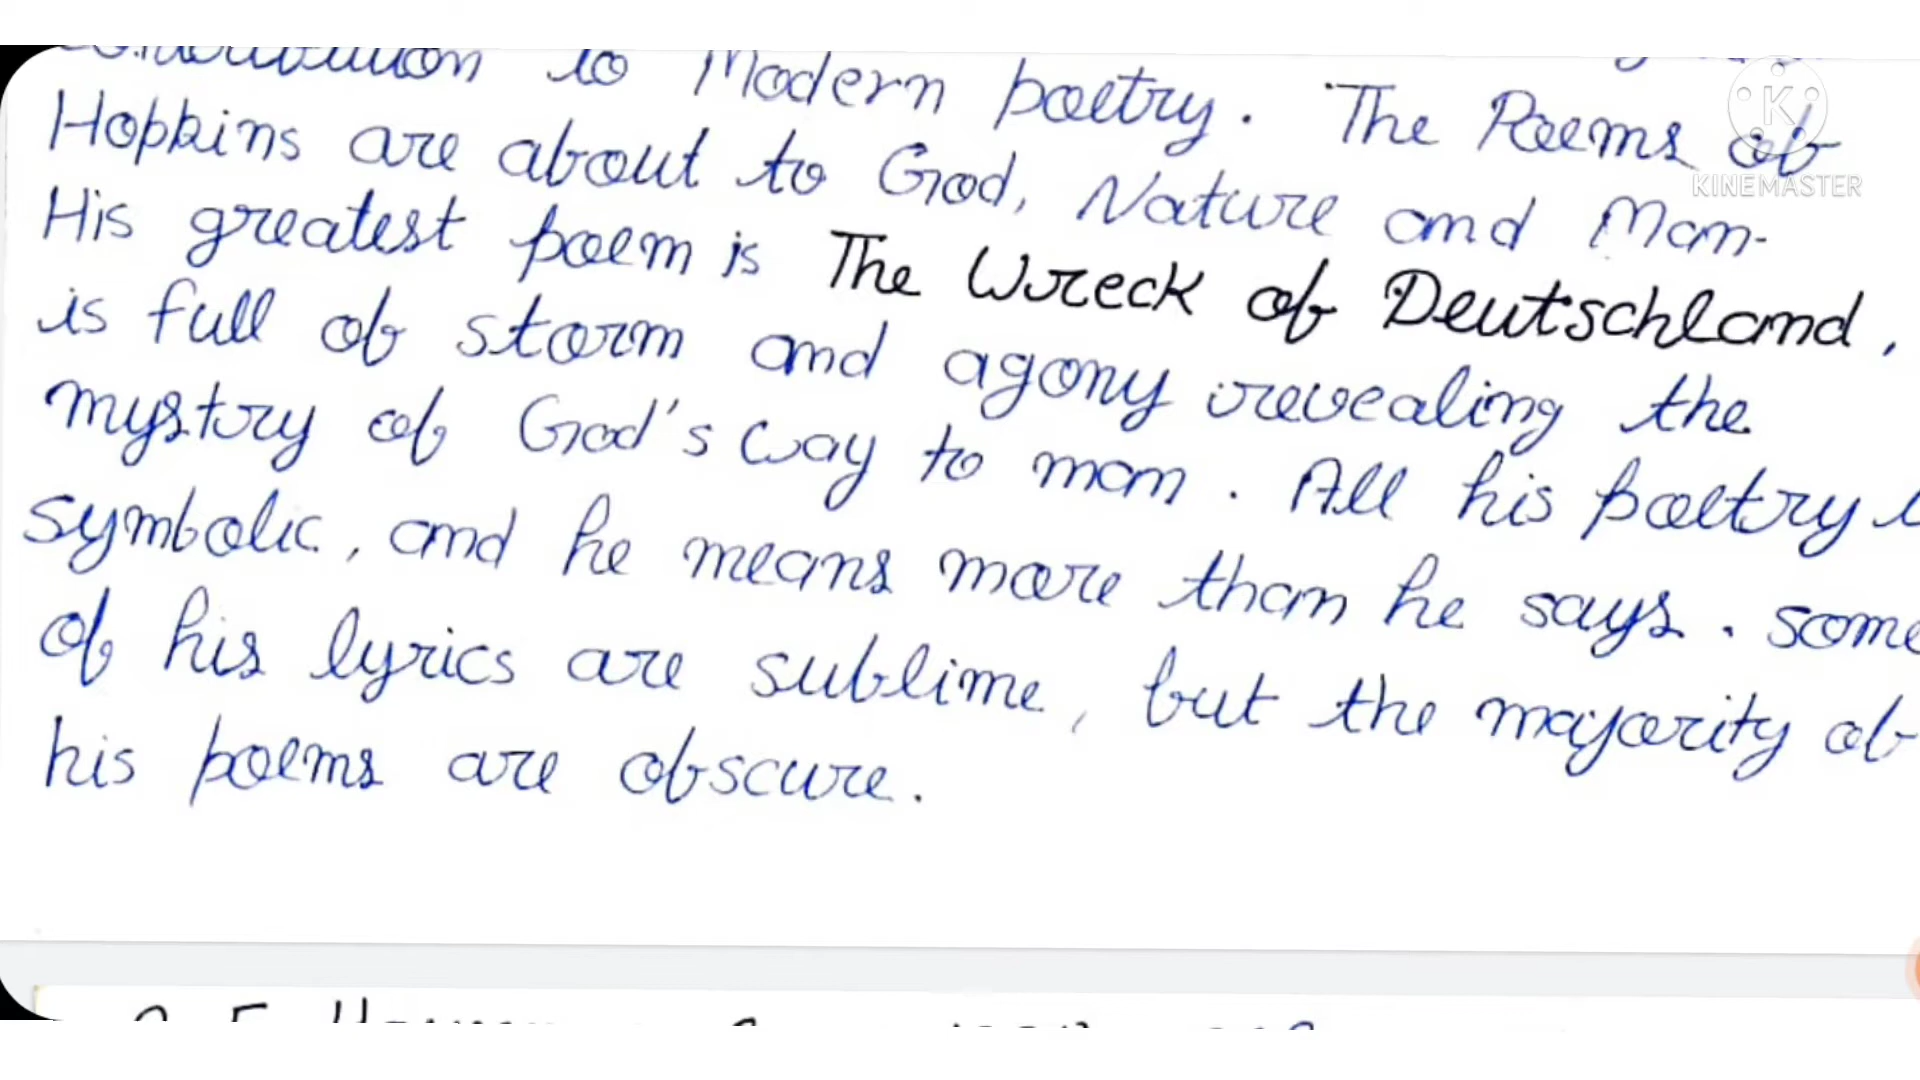 contribution to Modern poetry. The Poems of
KINEMASTER
Hopkins are about to God, Nature and Man.
His greatest poem is The Wreck of Deutschland,
is full of storm and agony revealing the
mystry of God's way to man. All his poetry i
symbolic, and he means more than he says. Some
of his lyrics are sublime, but the majority of
his poems are obscure.